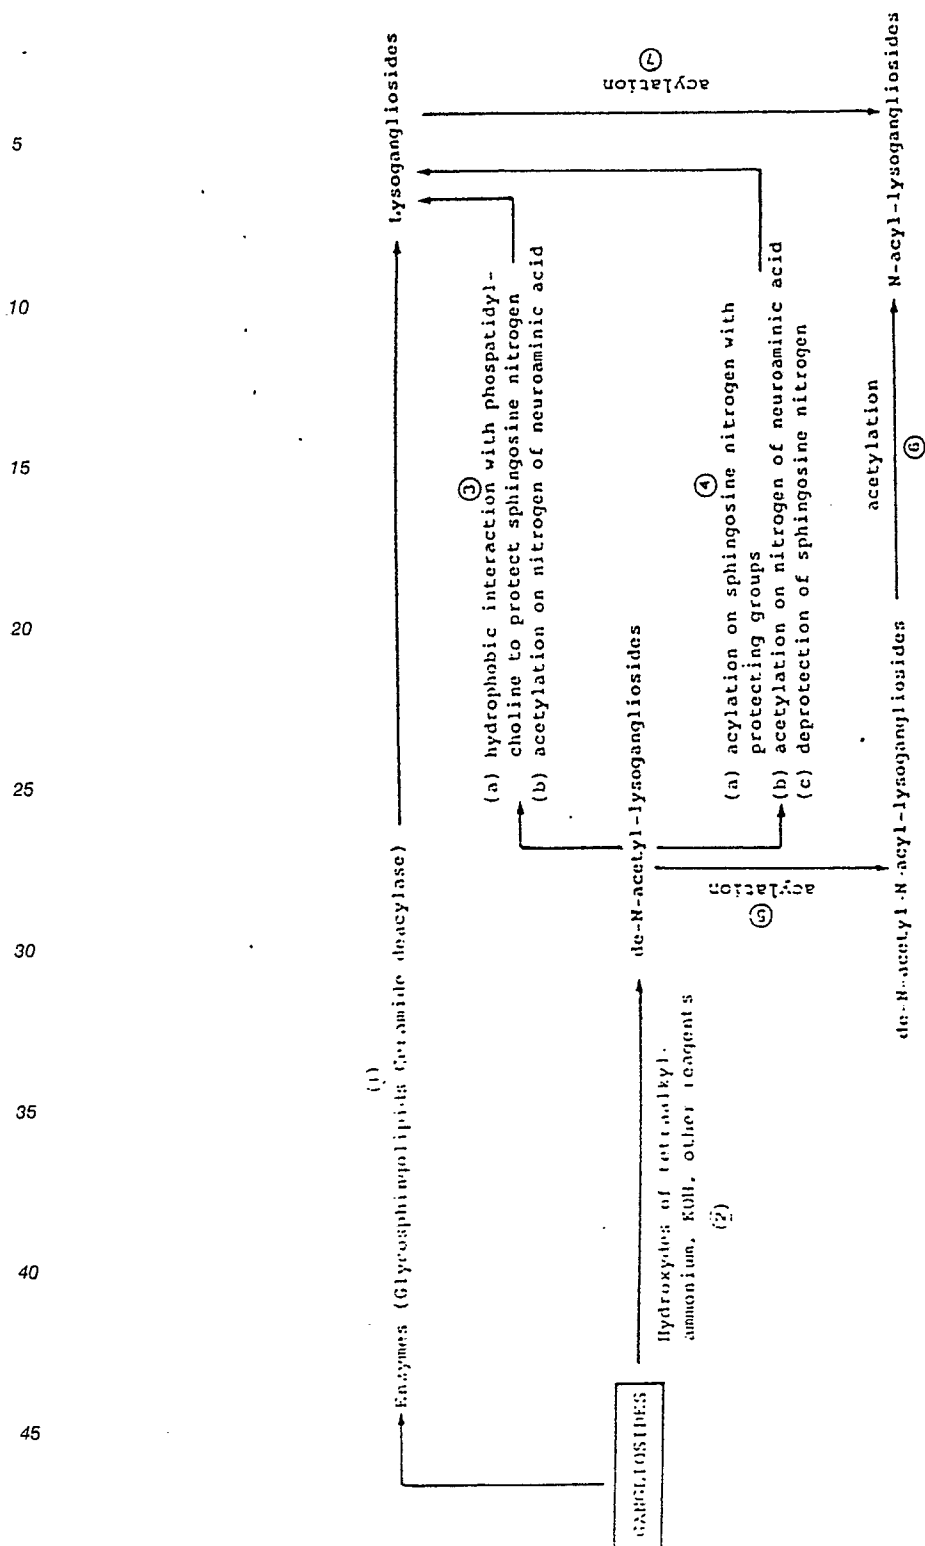 5
10
15
20
25
30
35
40
45
GANGLIOSIDES
(1)
Enzymes (Glycosphingolipids Ceramide deacylase)
Lysogangliosides
Hydroxydes of tetraalkyl-
ammonium, KOH, other reagents
(2)
de-N-acetyl-lysogangliosides
(3)
(a) hydrophobic interaction with phospatidyl-
choline to protect sphingosine nitrogen
(b) acetylation on nitrogen of neuroaminic acid
(4)
(a) acylation on sphingosine nitrogen with
protecting groups
(b) acetylation on nitrogen of neuroaminic acid
(c) deprotection of sphingosine nitrogen
acylation
(5)
de-N-acetyl-N-acyl-lysogangliosides
acetylation
(6)
N-acyl-lysogangliosides
acylation
(7)